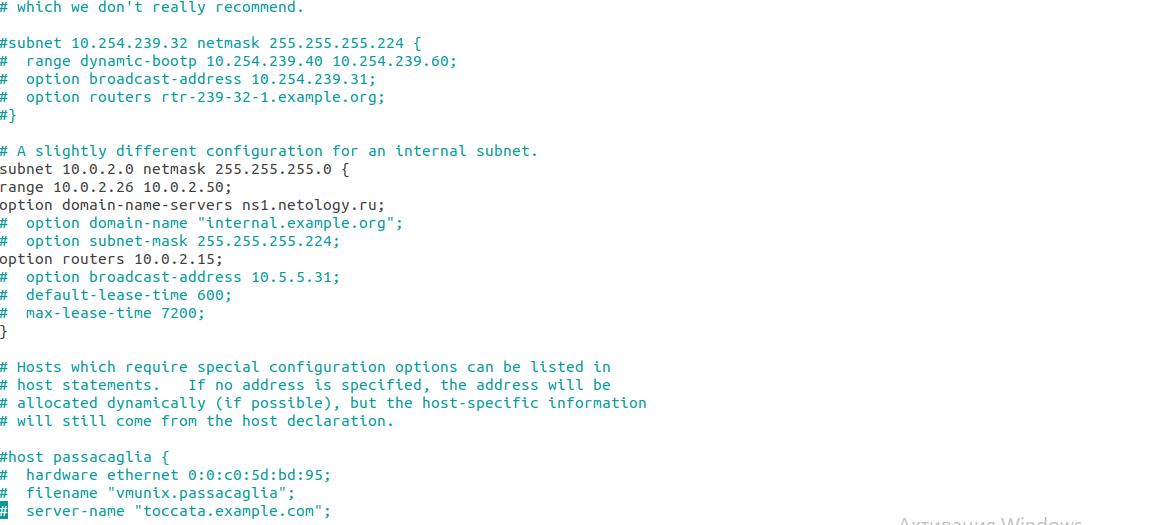 # which we don't really recommend.
#subnet 10.254.239.32 netmask 255.255.255.224 {
#  range dynamic-bootp 10.254.239.40 10.254.239.60;
#  option broadcast-address 10.254.239.31;
#  option routers rtr-239-32-1.example.org;
#}
# A slightly different configuration for an internal subnet.
subnet 10.0.2.0 netmask 255.255.255.0 {
range 10.0.2.26 10.0.2.50;
option domain-name-servers ns1.netology.ru;
#  option domain-name "internal.example.org";
#  option subnet-mask 255.255.255.224;
option routers 10.0.2.15;
#  option broadcast-address 10.5.5.31;
#  default-lease-time 600;
#  max-lease-time 7200;
}
# Hosts which require special configuration options can be listed in
# host statements.   If no address is specified, the address will be
# allocated dynamically (if possible), but the host-specific information
# will still come from the host declaration.
#host passacaglia {
#  hardware ethernet 0:0:c0:5d:bd:95;
#  filename "vmunix.passacaglia";
#  server-name "toccata.example.com";
Активация Windows